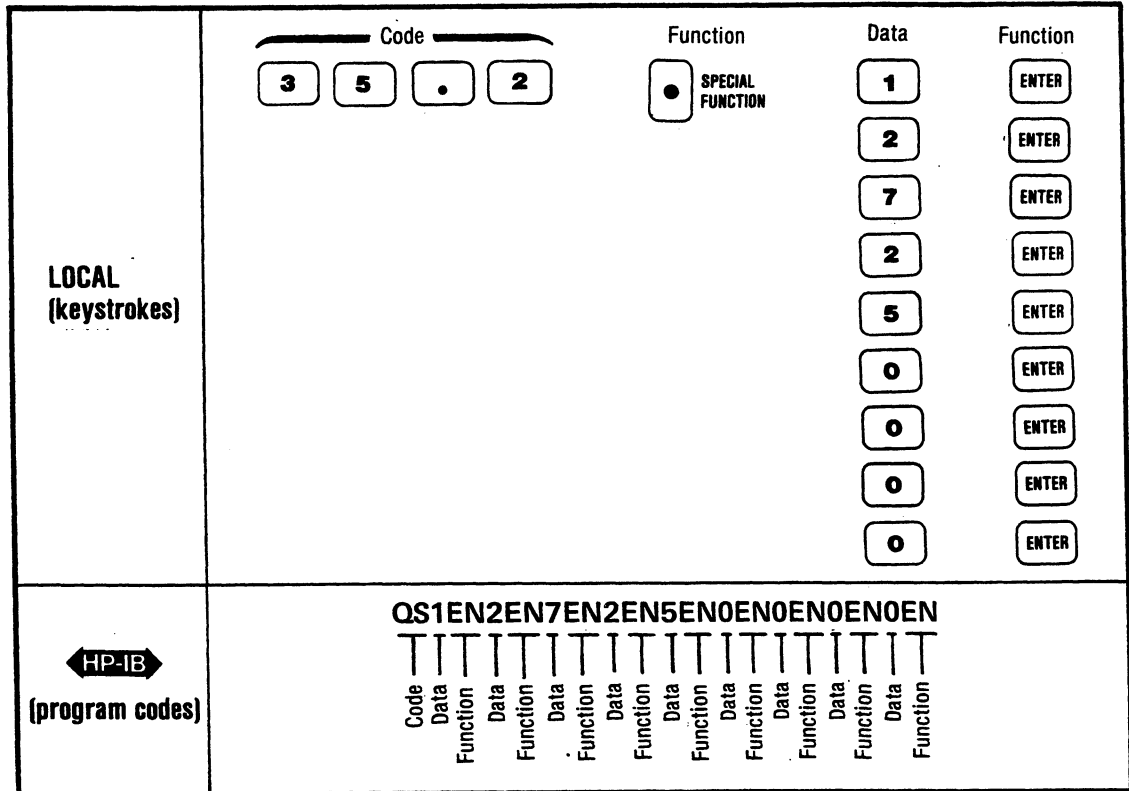 Code Function Data Function
3 5 . 2 • SPECIAL FUNCTION 1 ENTER
2 ENTER
7 ENTER
LOCAL
(keystrokes)
2 ENTER
5 ENTER
0 ENTER
0 ENTER
0 ENTER
0 ENTER
HP-IB
(program codes)
QS1EN2EN7EN2EN5EN0EN0EN0EN0EN
Code Data Function Data Function Data Function Data Function Data Function Data Function Data Function Data Function Data Function